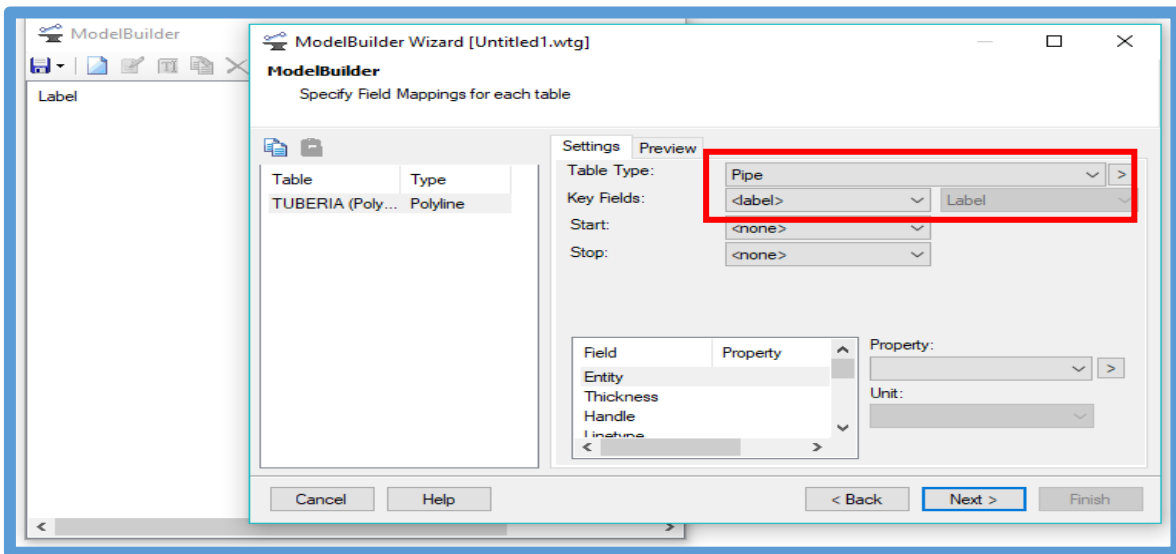 ModelBuilder
Label
ModelBuilder Wizard [Untitled1.wtg]
ModelBuilder
Specify Field Mappings for each table
Table Type
TUBERIA (Poly... Polyline
Settings Preview
Table Type: Pipe >
Key Fields: <label> Label
Start: <none>
Stop: <none>
Field Property
Entity
Thickness
Handle
Linetype
Property:
>
Unit:
Cancel Help < Back Next > Finish